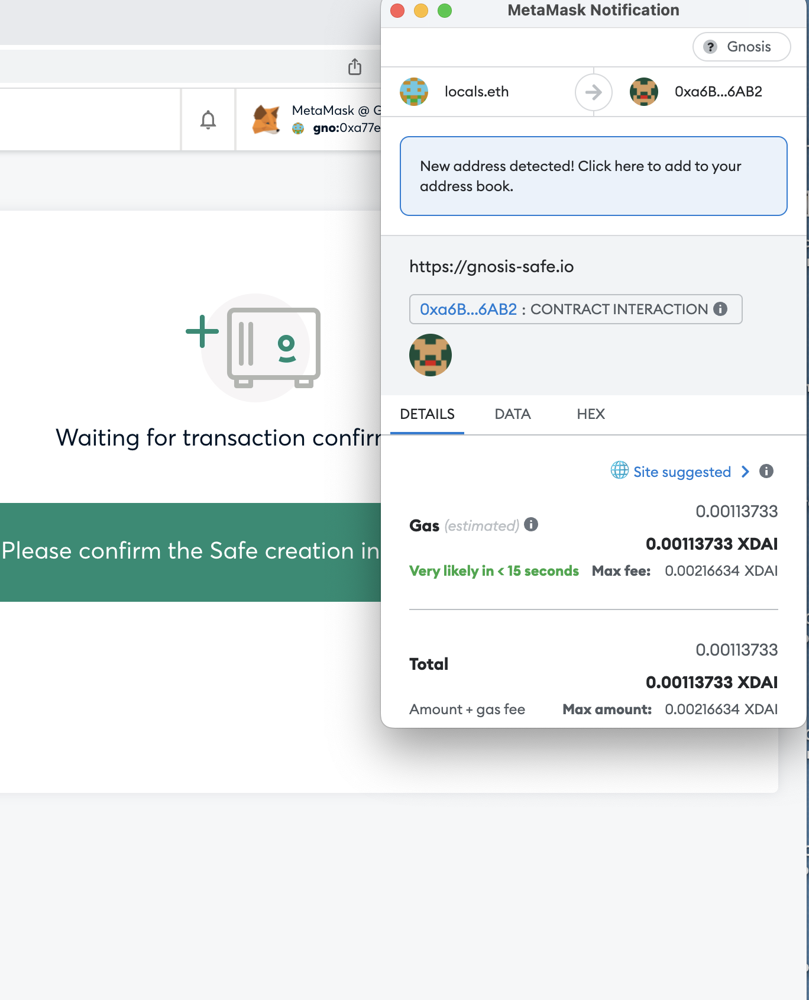 MetaMask Notification
? Gnosis
locals.eth
0xa6B...6AB2
MetaMask @ G
gno:0xa77e
New address detected! Click here to add to your
address book.
https://gnosis-safe.io
0xa6B...6AB2 : CONTRACT INTERACTION
DETAILS
DATA
HEX
Waiting for transaction confir
Site suggested
Gas (estimated)
0.00113733
0.00113733 XDAI
Very likely in < 15 seconds
Max fee: 0.00216634 XDAI
Please confirm the Safe creation in
Total
0.00113733
0.00113733 XDAI
Amount + gas fee
Max amount: 0.00216634 XDAI